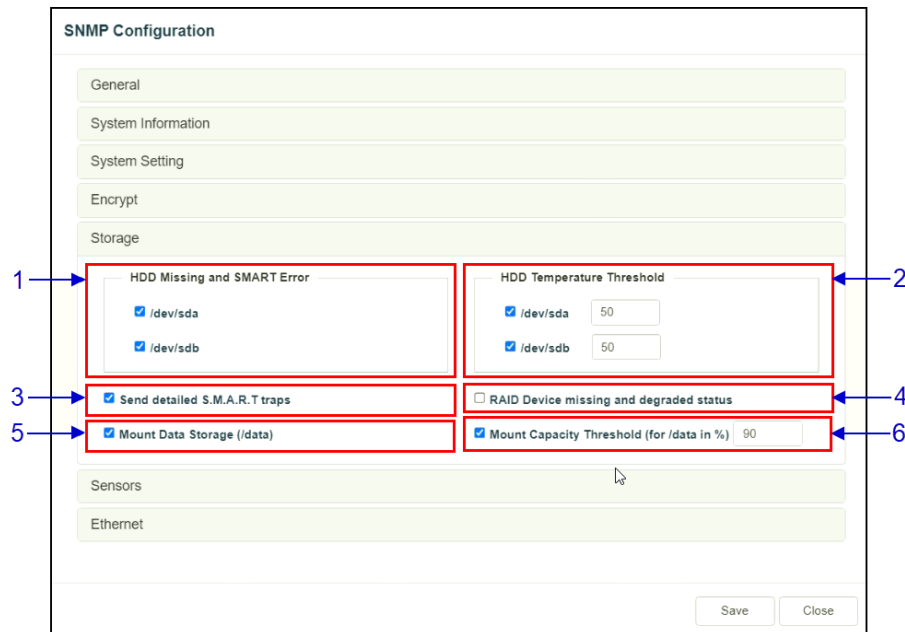 SNMP Configuration
General
System Information
System Setting
Encrypt
Storage
1
HDD Missing and SMART Error
/dev/sda
/dev/sdb
HDD Temperature Threshold
2
/dev/sda 50
/dev/sdb 50
3
Send detailed S.M.A.R.T traps
RAID Device missing and degraded status
4
5
Mount Data Storage (/data)
Mount Capacity Threshold (for /data in %) 90
6
Sensors
Ethernet
Save
Close